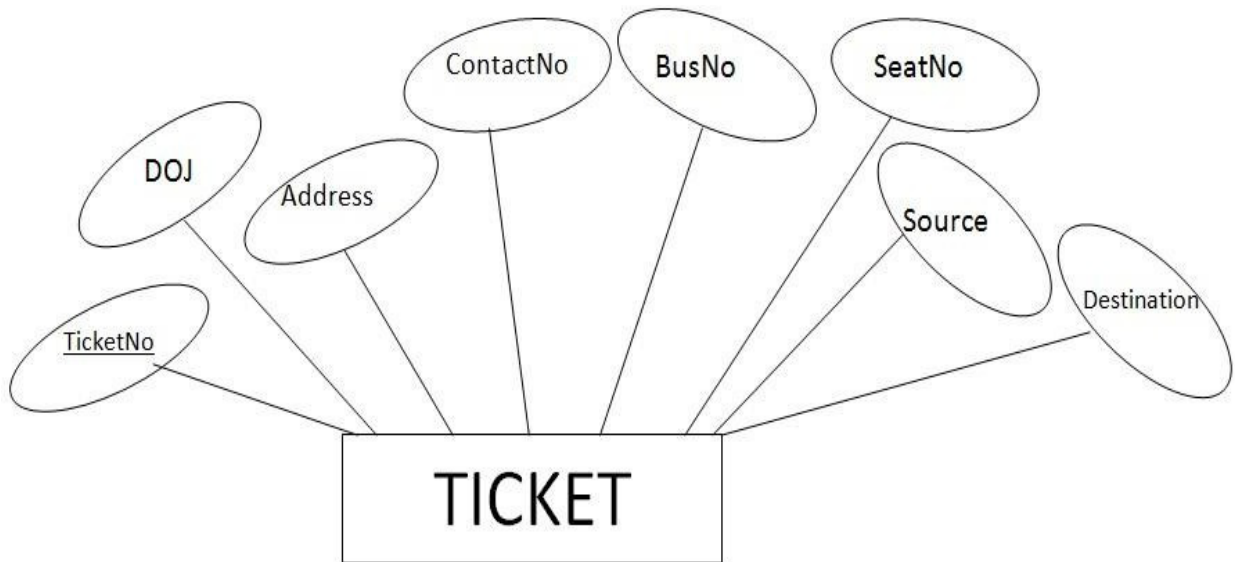 ContactNo
BusNo
SeatNo
DOJ
Address
Source
Destination
TicketNo
TICKET